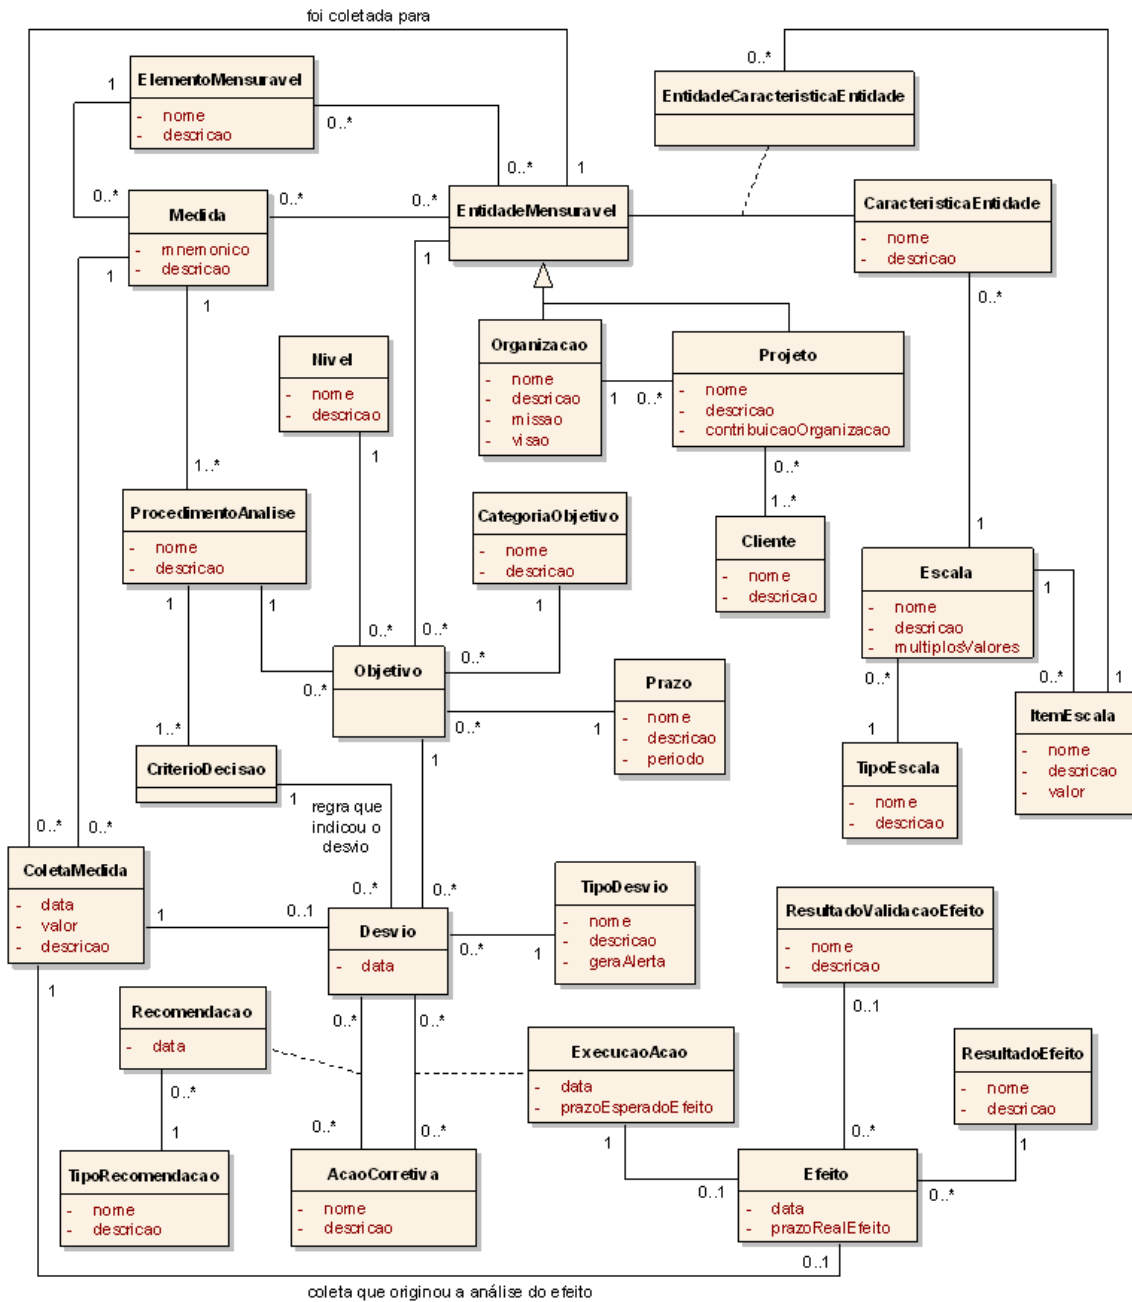 foi coletada para
0..*
1
ElementoMensuravel
- nome
- descricao
0..*
EntidadeCaracteristicaEntidade
0..*
1
0..*
0..*
0..*
Medida
- mnemonico
- descricao
1
1
EntidadeMensuravel
1
CaracteristicaEntidade
- nome
- descricao
0..*
Nivel
- nome
- descricao
1
Organizacao
- nome
- descricao
- missao
- visao
1
0..*
Projeto
- nome
- descricao
- contribuicaoOrganizacao
0..*
1..*
1..*
ProcedimentoAnalise
- nome
- descricao
1
1
CategoriaObjetivo
- nome
- descricao
1
Cliente
- nome
- descricao
1
Escala
- nome
- descricao
- multiplosValores
1
0..*
0..*
0..*
0..*
0..*
Objetivo
0..*
0..*
1
Prazo
- nome
- descricao
- periodo
1
0..*
1
ItemEscala
- nome
- descricao
- valor
1
TipoEscala
- nome
- descricao
1..*
CriterioDecisao
1
regra que
indicou o
desvio
0..*
0..*
0..*
0..*
ColetaMedida
- data
- valor
- descricao
1
1
0..1
Desvio
- data
0..*
1
TipoDesvio
- nome
- descricao
- geraAlerta
ResultadoValidacaoEfeito
- nome
- descricao
0..1
Recomendacao
- data
0..*
1
0..*
0..*
ExecucaoAcao
- data
- prazoEsperadoEfeito
1
ResultadoEfeito
- nome
- descricao
1
0..*
0..*
0..*
TipoRecomendacao
- nome
- descricao
AcaoCorretiva
- nome
- descricao
0..1
Efeito
- data
- prazoRealEfeito
0..*
0..1
coleta que originou a análise do efeito